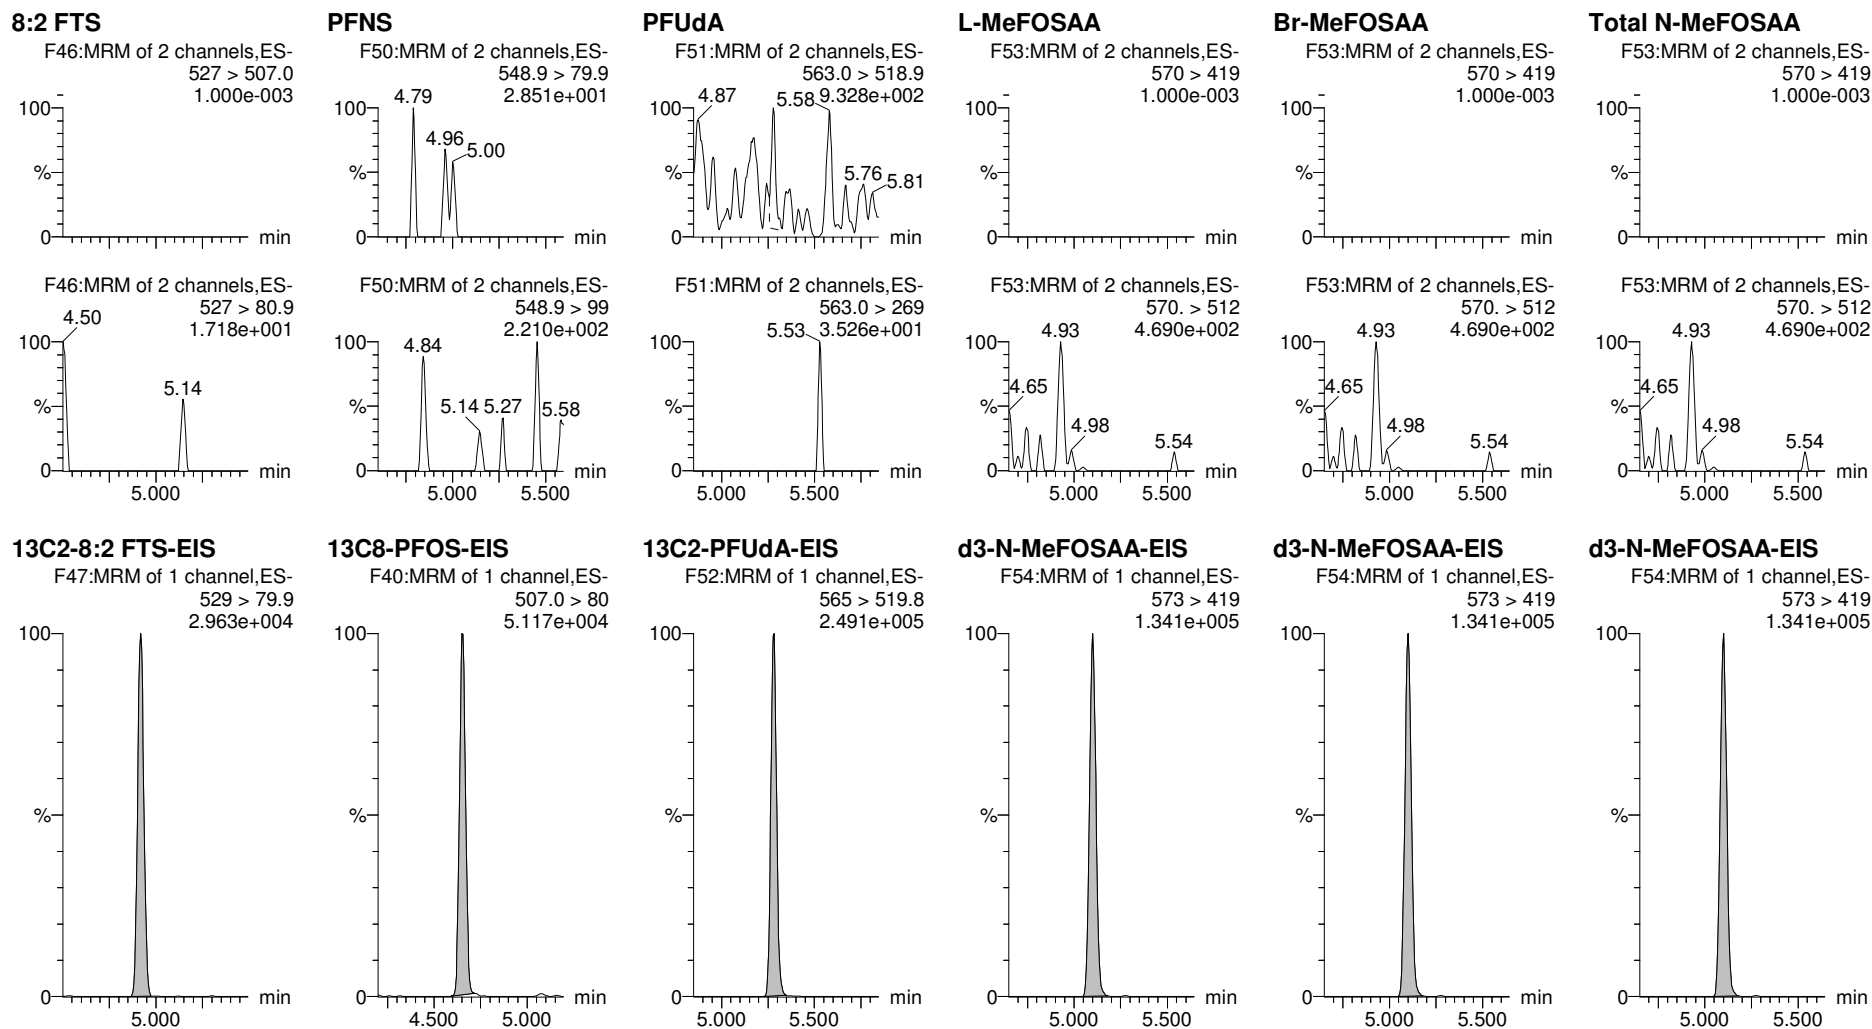 8:2 FTS
F46:MRM of 2 channels,ES-
527 > 507.0
1.000e-003
100
%
0
min
PFNS
F50:MRM of 2 channels,ES-
548.9 > 79.9
2.851e+001
4.79
100
4.96
5.00
%
0
min
PFUdA
F51:MRM of 2 channels,ES-
563.0 > 518.9
9.328e+002
4.87
5.58
100
5.76
5.81
%
0
min
L-MeFOSAA
F53:MRM of 2 channels,ES-
570 > 419
1.000e-003
100
%
0
min
Br-MeFOSAA
F53:MRM of 2 channels,ES-
570 > 419
1.000e-003
100
%
0
min
Total N-MeFOSAA
F53:MRM of 2 channels,ES-
570 > 419
1.000e-003
100
%
0
min
F46:MRM of 2 channels,ES-
527 > 80.9
1.718e+001
4.50
100
5.14
%
0
min
5.000
F50:MRM of 2 channels,ES-
548.9 > 99
2.210e+002
100
4.84
5.14
5.27
5.58
%
0
min
5.000
5.500
F51:MRM of 2 channels,ES-
563.0 > 269
5.53
3.526e+001
100
%
0
min
5.000
5.500
F53:MRM of 2 channels,ES-
570. > 512
4.93
4.690e+002
100
4.65
4.98
5.54
%
0
min
5.000
5.500
F53:MRM of 2 channels,ES-
570. > 512
4.93
4.690e+002
100
4.65
4.98
5.54
%
0
min
5.000
5.500
F53:MRM of 2 channels,ES-
570. > 512
4.93
4.690e+002
100
4.65
4.98
5.54
%
0
min
5.000
5.500
13C2-8:2 FTS-EIS
F47:MRM of 1 channel,ES-
529 > 79.9
2.963e+004
100
%
0
min
5.000
13C8-PFOS-EIS
F40:MRM of 1 channel,ES-
507.0 > 80
5.117e+004
100
%
0
min
4.500
5.000
13C2-PFUdA-EIS
F52:MRM of 1 channel,ES-
565 > 519.8
2.491e+005
100
%
0
min
5.000
5.500
d3-N-MeFOSAA-EIS
F54:MRM of 1 channel,ES-
573 > 419
1.341e+005
100
%
0
min
5.000
5.500
d3-N-MeFOSAA-EIS
F54:MRM of 1 channel,ES-
573 > 419
1.341e+005
100
%
0
min
5.000
5.500
d3-N-MeFOSAA-EIS
F54:MRM of 1 channel,ES-
573 > 419
1.341e+005
100
%
0
min
5.000
5.500